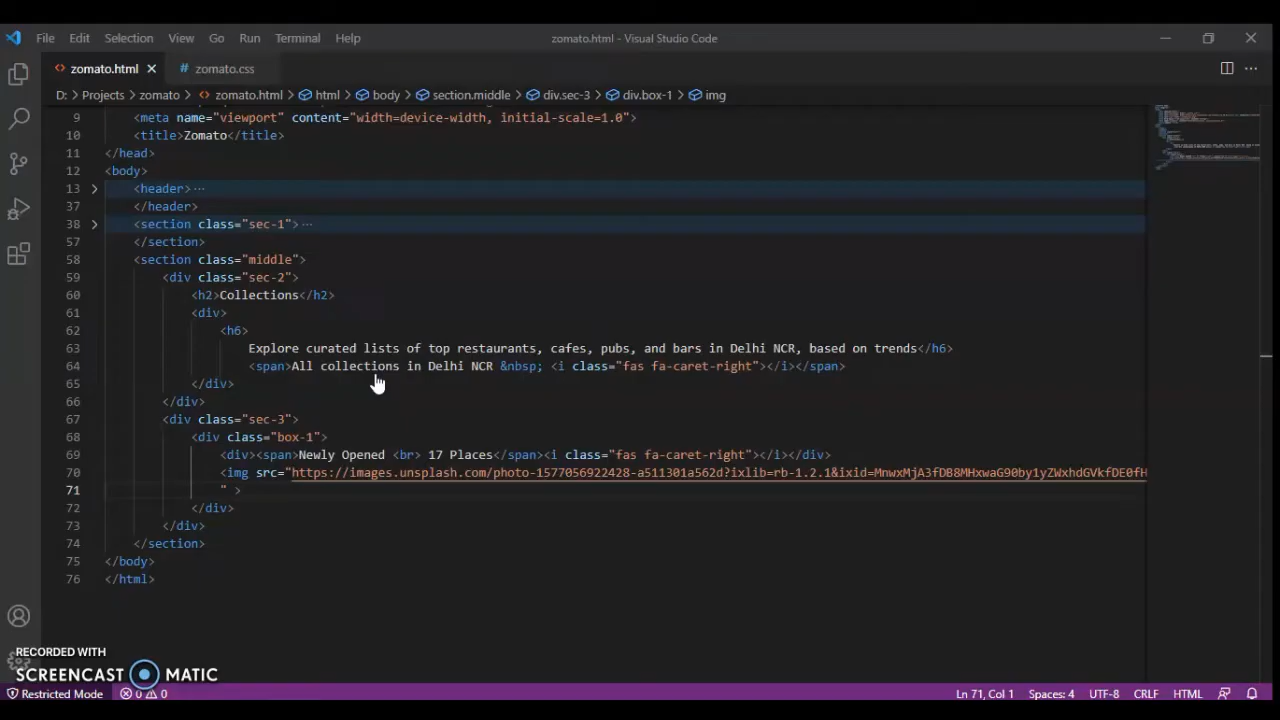 File Edit Selection View Go Run Terminal Help zomato.html - Visual Studio Code
zomato.html # zomato.css
D: > Projects > zomato > zomato.html > html > body > section.middle > div.sec-3 > div.box-1 > img
9 <meta name="viewport" content="width=device-width, initial-scale=1.0">
10 <title>Zomato</title>
11 </head>
12 <body>
13 <header> ...
37 </header>
38 <section class="sec-1"> ...
57 </section>
58 <section class="middle">
59 <div class="sec-2">
60 <h2>Collections</h2>
61 <div>
62 <h6>
63 Explore curated lists of top restaurants, cafes, pubs, and bars in Delhi NCR, based on trends</h6>
64 <span>All collections in Delhi NCR &nbsp; <i class="fas fa-caret-right"></i></span>
65 </div>
66 </div>
67 <div class="sec-3">
68 <div class="box-1">
69 <div><span>Newly Opened <br> 17 Places</span><i class="fas fa-caret-right"></i></div>
70 <img src="https://images.unsplash.com/photo-1577056922428-a511301a562d?ixlib=rb-1.2.1&ixid=MnwxMjA3fDB8MHxwaG90by1yZWxhdGVkfDE0fH
71 " >
72 </div>
73 </div>
74 </section>
75 </body>
76 </html>
RECORDED WITH
SCREENCAST MATIC
Restricted Mode 0 0 Ln 71, Col 1 Spaces: 4 UTF-8 CRLF HTML